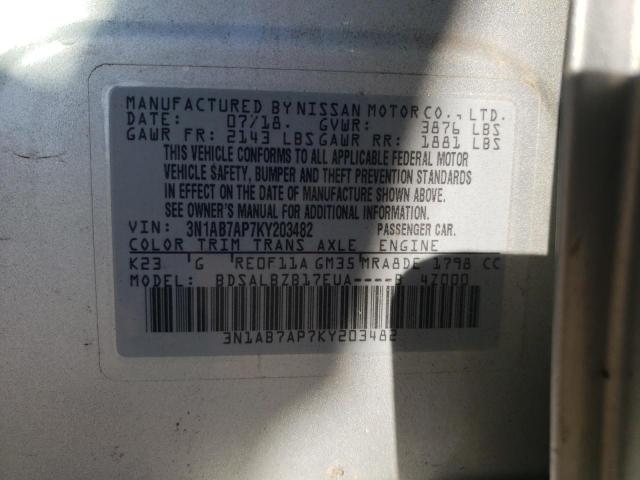 MANUFACTURED BY NISSAN MOTOR CO., LTD.
DATE: 07/18. GVWR: 3876 LBS
GAWR FR: 2143 LBS GAWR RR: 1881 LBS
THIS VEHICLE CONFORMS TO ALL APPLICABLE FEDERAL MOTOR
VEHICLE SAFETY, BUMPER AND THEFT PREVENTION STANDARDS
IN EFFECT ON THE DATE OF MANUFACTURE SHOWN ABOVE.
SEE OWNER'S MANUAL FOR ADDITIONAL INFORMATION.
VIN: 3N1AB7AP7KY203482 PASSENGER CAR.
COLOR TRIM TRANS AXLE ENGINE
K23 G RE0F11A GM35 MRA8DE 1798 CC
MODEL: BDSALBZB17EUA----B 4Z000
3N1AB7AP7KY203482